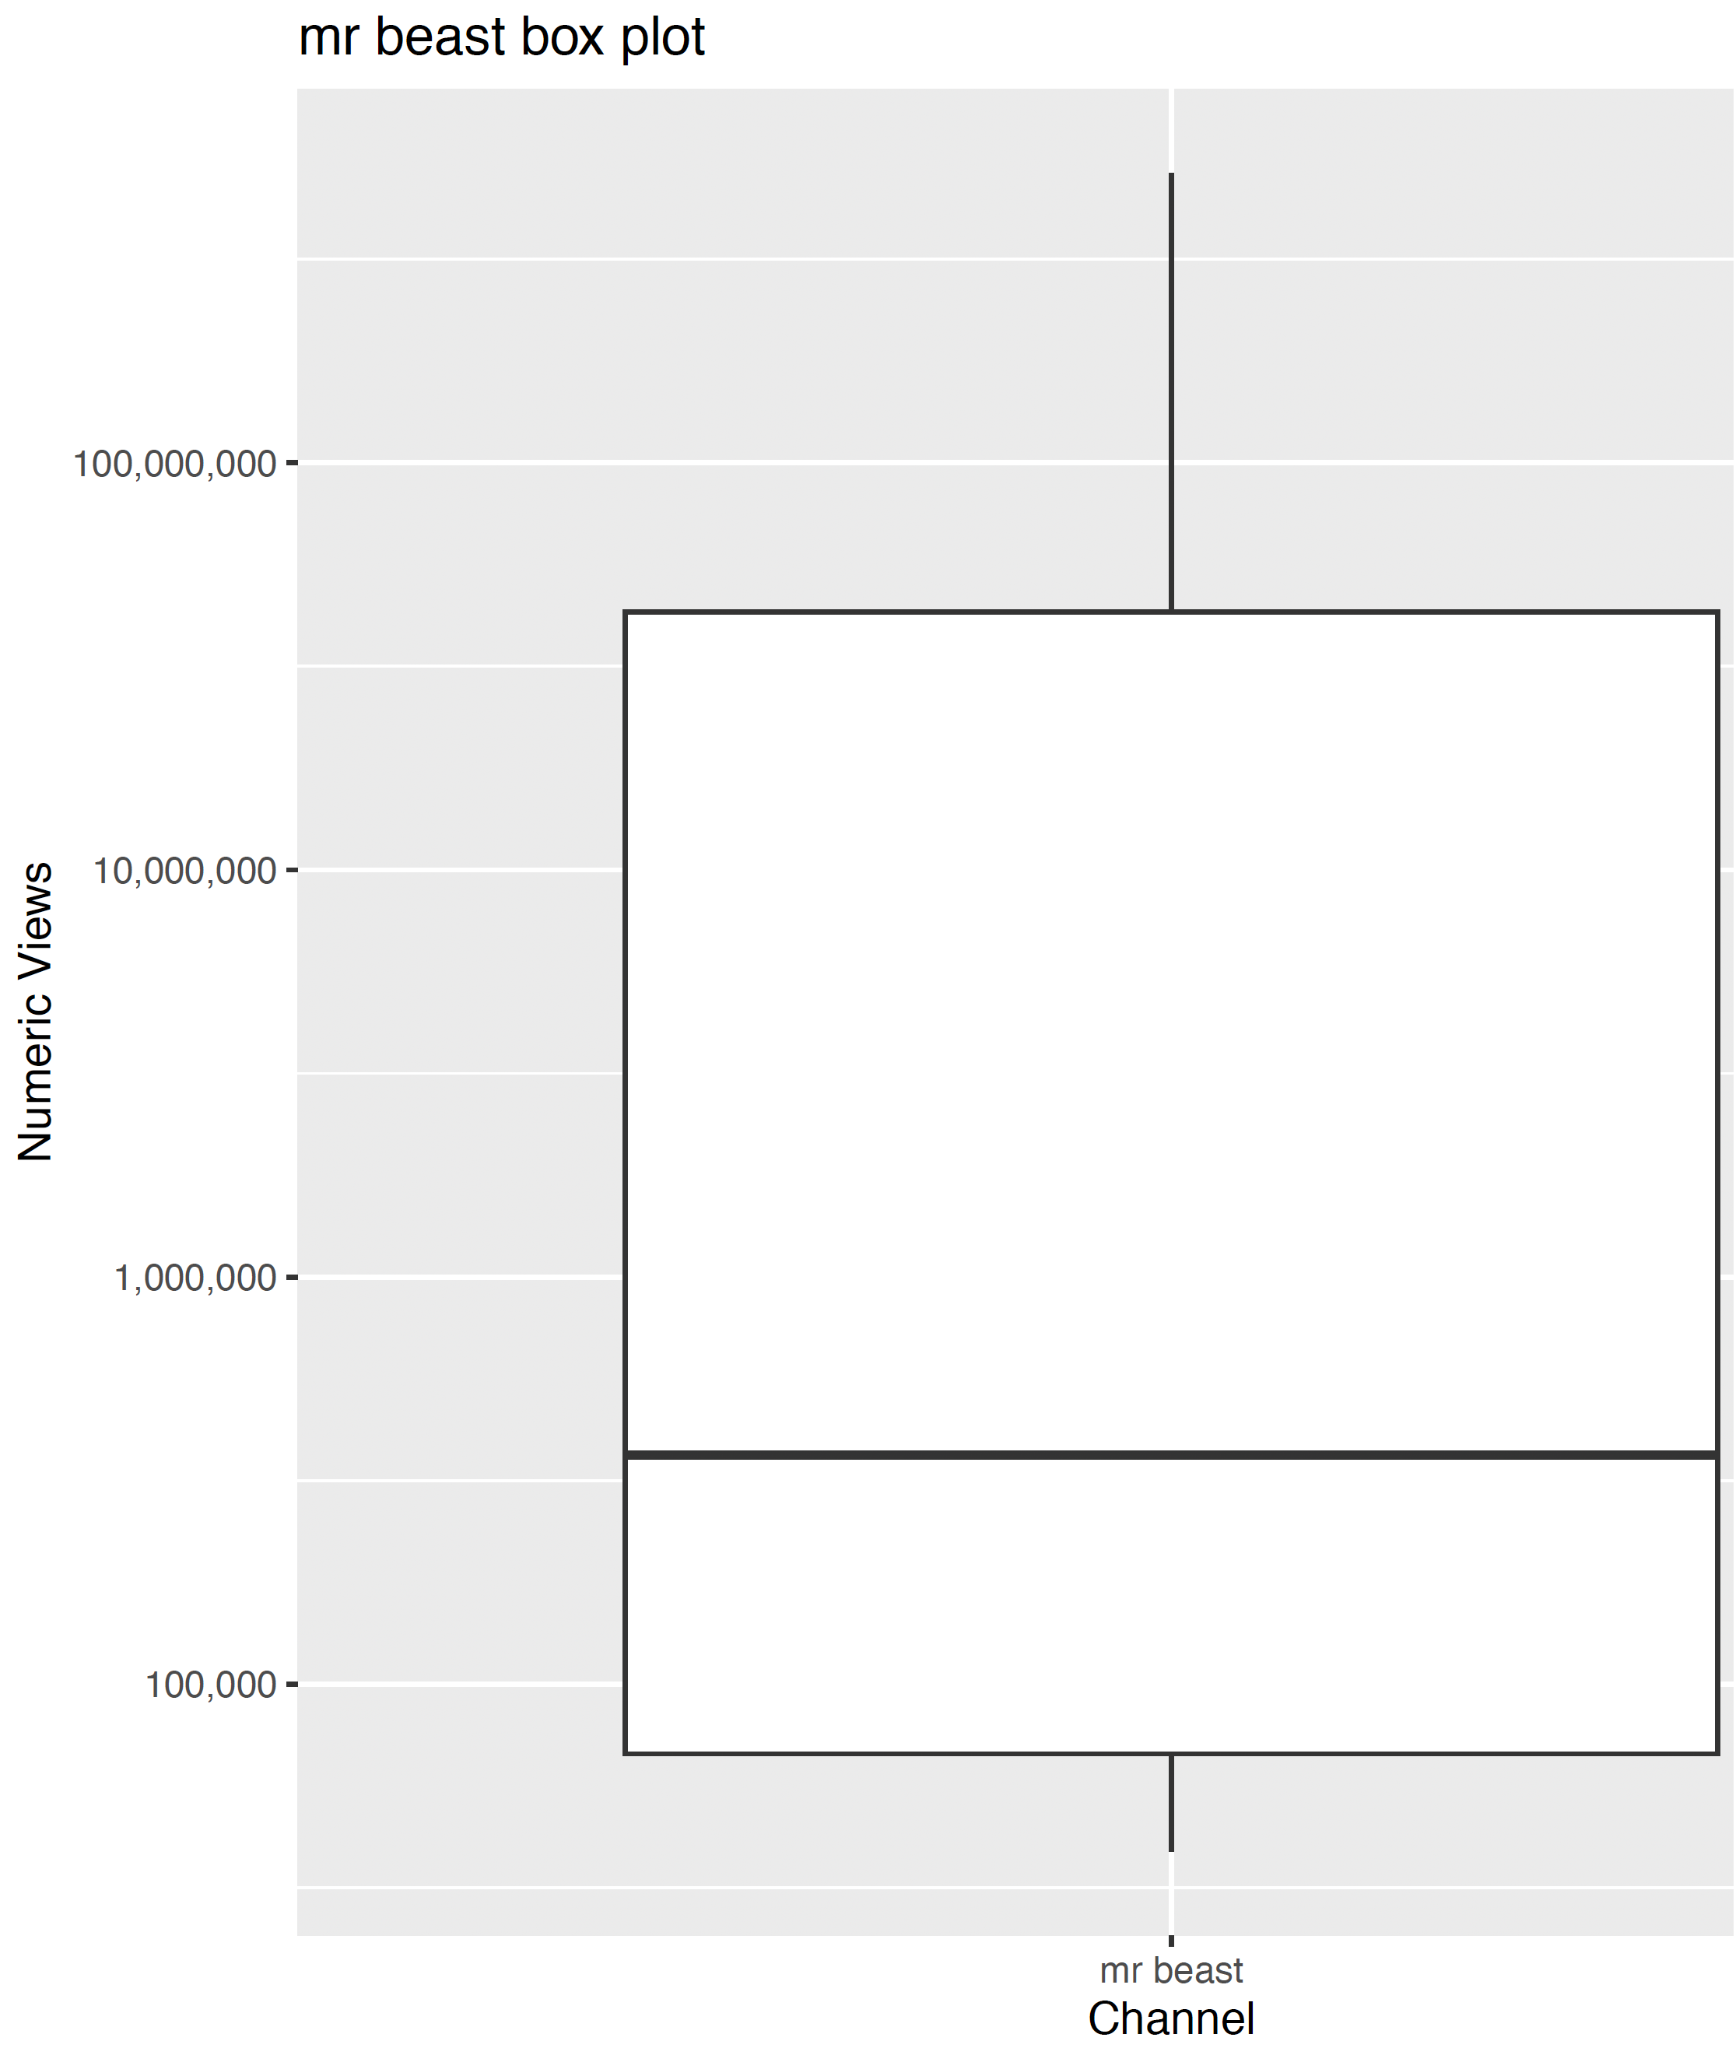 mr beast box plot
Numeric Views
100,000,000
10,000,000
1,000,000
100,000
mr beast
Channel